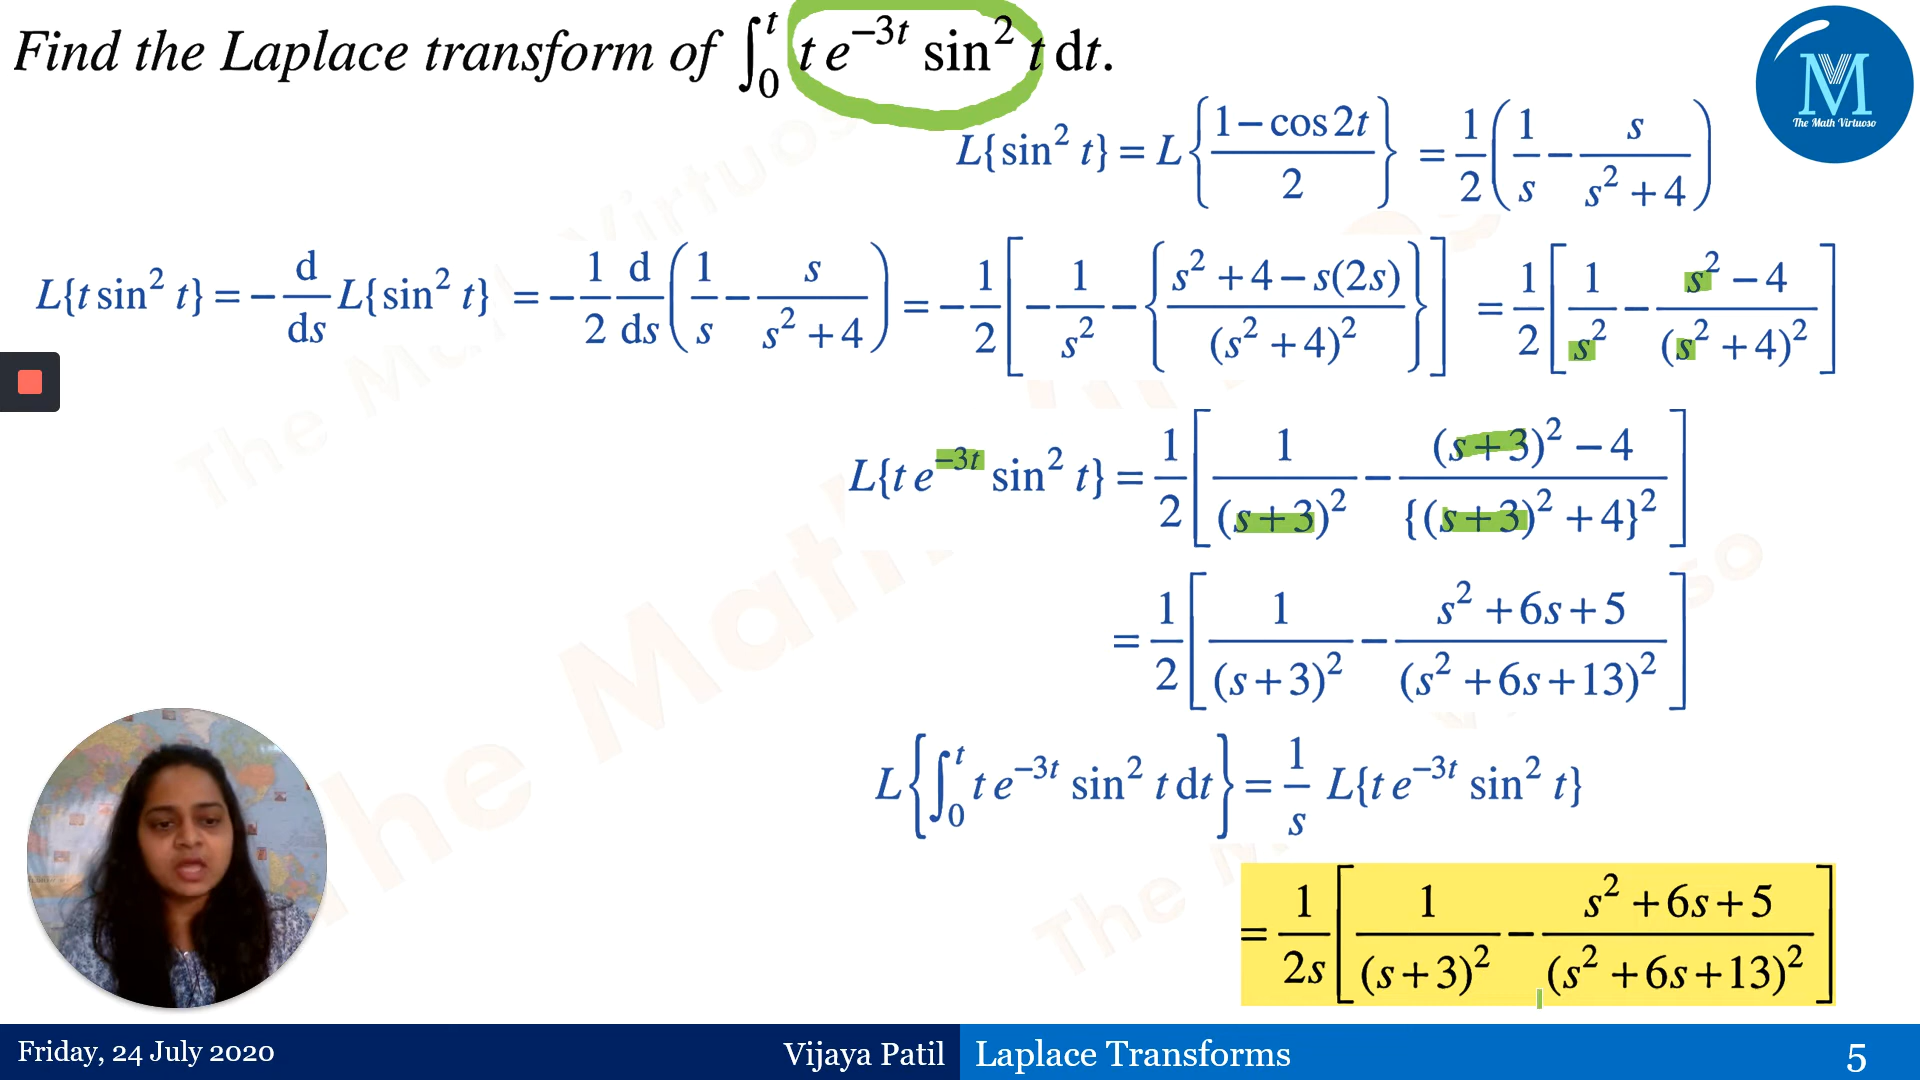 Find the Laplace transform of ∫₀ᵗ t e⁻³ᵗ sin² t dt.
M
The Math Virtuoso
L{sin² t} = L{(1 − cos 2t)/2} = 1/2 (1/s − s/(s² + 4))
L{t sin² t} = − d/ds L{sin² t} = − 1/2 d/ds (1/s − s/(s² + 4)) = − 1/2 [− 1/s² − {(s² + 4 − s(2s))/(s² + 4)²}] = 1/2 [1/s² − (s² − 4)/(s² + 4)²]
L{t e⁻³ᵗ sin² t} = 1/2 [1/(s + 3)² − ((s + 3)² − 4)/{(s + 3)² + 4}²]
= 1/2 [1/(s + 3)² − (s² + 6s + 5)/(s² + 6s + 13)²]
L{∫₀ᵗ t e⁻³ᵗ sin² t dt} = 1/s L{t e⁻³ᵗ sin² t}
= 1/2s [1/(s + 3)² − (s² + 6s + 5)/(s² + 6s + 13)²]
The Math Virtuoso
Friday, 24 July 2020
Vijaya Patil
Laplace Transforms
5